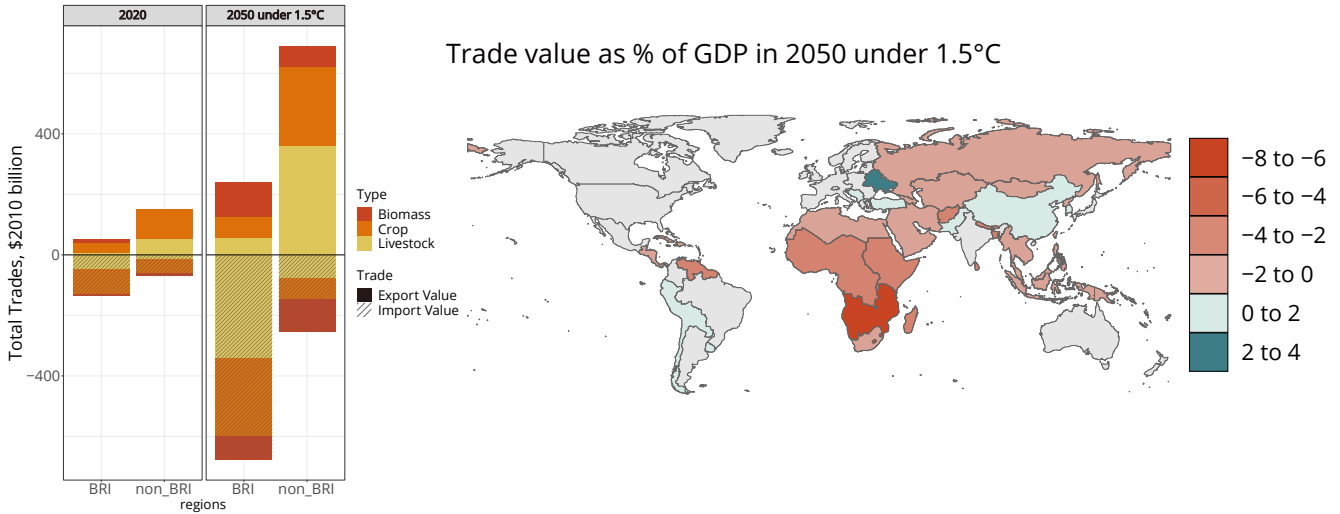 2020
2050 under 1.5°C
Total Trades, $2010 billion
400
0
−400
BRI
non_BRI
BRI
non_BRI
regions
Type
Biomass
Crop
Livestock
Trade
Export Value
Import Value
Trade value as % of GDP in 2050 under 1.5°C
−8 to −6
−6 to −4
−4 to −2
−2 to 0
0 to 2
2 to 4